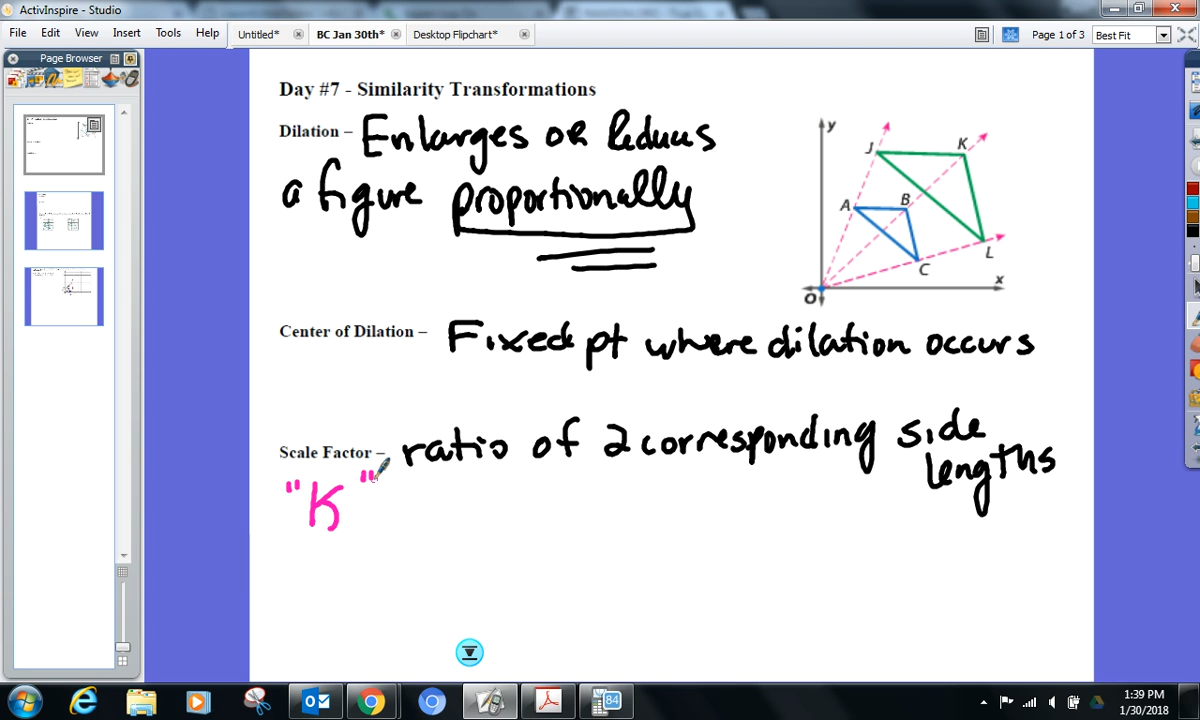 ActivInspire - Studio
File Edit View Insert Tools Help
Untitled*
BC Jan 30th*
Desktop Flipchart*
Page 1 of 3
Best Fit
Page Browser
Day #7 - Similarity Transformations
Dilation – Enlarges or Reduces
a figure proportionally
y
J
K
A
B
L
C
O
x
Center of Dilation – Fixed pt where dilation occurs
Scale Factor – ratio of 2 corresponding side
lengths
"K"
84
1:39 PM
1/30/2018